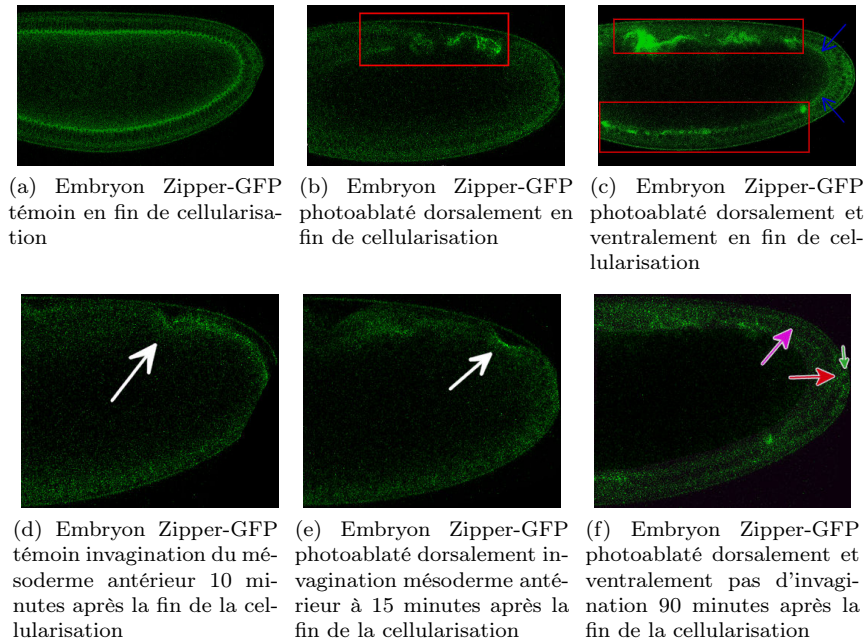 (a) Embryon Zipper-GFP
témoin en fin de cellularisa-
tion
(b) Embryon Zipper-GFP
photoablaté dorsalement en
fin de cellularisation
(c) Embryon Zipper-GFP
photoablaté dorsalement et
ventralement en fin de cel-
lularisation
(d) Embryon Zipper-GFP
témoin invagination du mé-
soderme antérieur 10 mi-
nutes après la fin de la cel-
lularisation
(e) Embryon Zipper-GFP
photoablaté dorsalement in-
vagination mésoderme anté-
rieur à 15 minutes après la
fin de la cellularisation
(f) Embryon Zipper-GFP
photoablaté dorsalement et
ventralement pas d'invagi-
nation 90 minutes après la
fin de la cellularisation